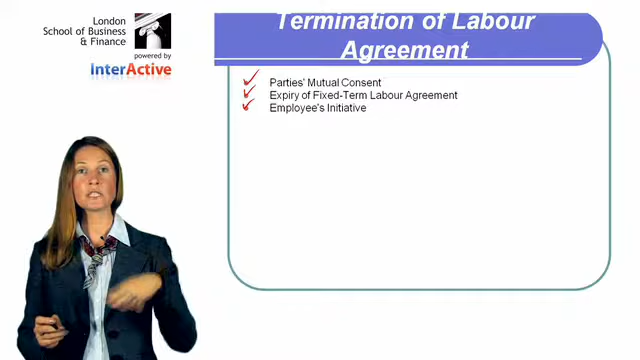 London
School of Business
& Finance
powered by
InterActive
Termination of Labour
Agreement
Parties' Mutual Consent
Expiry of Fixed-Term Labour Agreement
Employee's Initiative